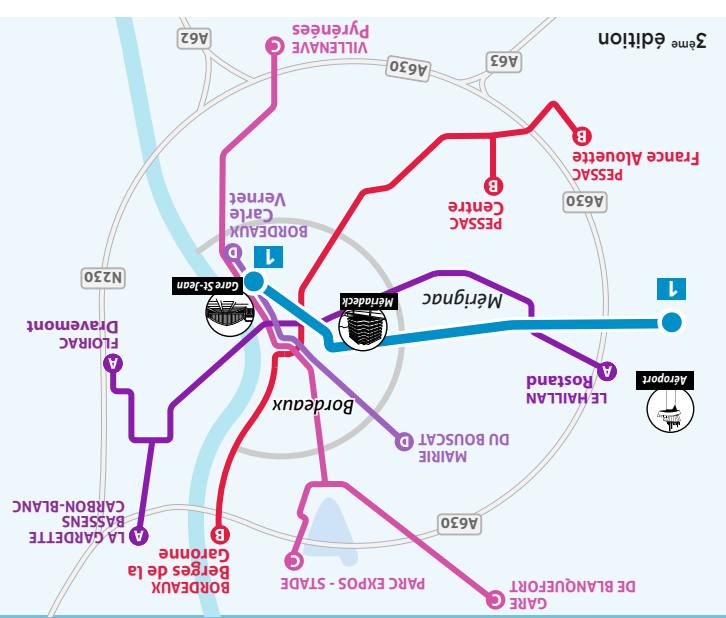 GARE
DE BLANQUEFORT
C
PARC EXPOS - STADE
C
BORDEAUX
Berges de la
Garonne
B
A630
LA GARDETTE
BASSENS
CARBON-BLANC
A
MAIRIE
DU BOUSCAT
D
Bordeaux
Aéroport
LE HAILLAN
Rostand
A
FLOIRAC
Dravemont
A
1
Mérignac
Mériadeck
Gare St-Jean
1
N230
BORDEAUX
Carle
Vernet
D
A630
PESSAC
Centre
B
PESSAC
France Alouette
B
A630
A63
VILLENAVE
Pyrénées
C
A62
3ème édition